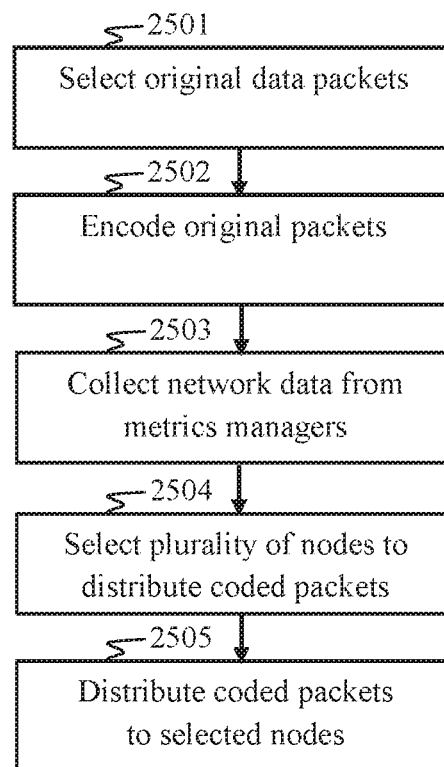 2501
Select original data packets
2502
Encode original packets
2503
Collect network data from
metrics managers
2504
Select plurality of nodes to
distribute coded packets
2505
Distribute coded packets
to selected nodes